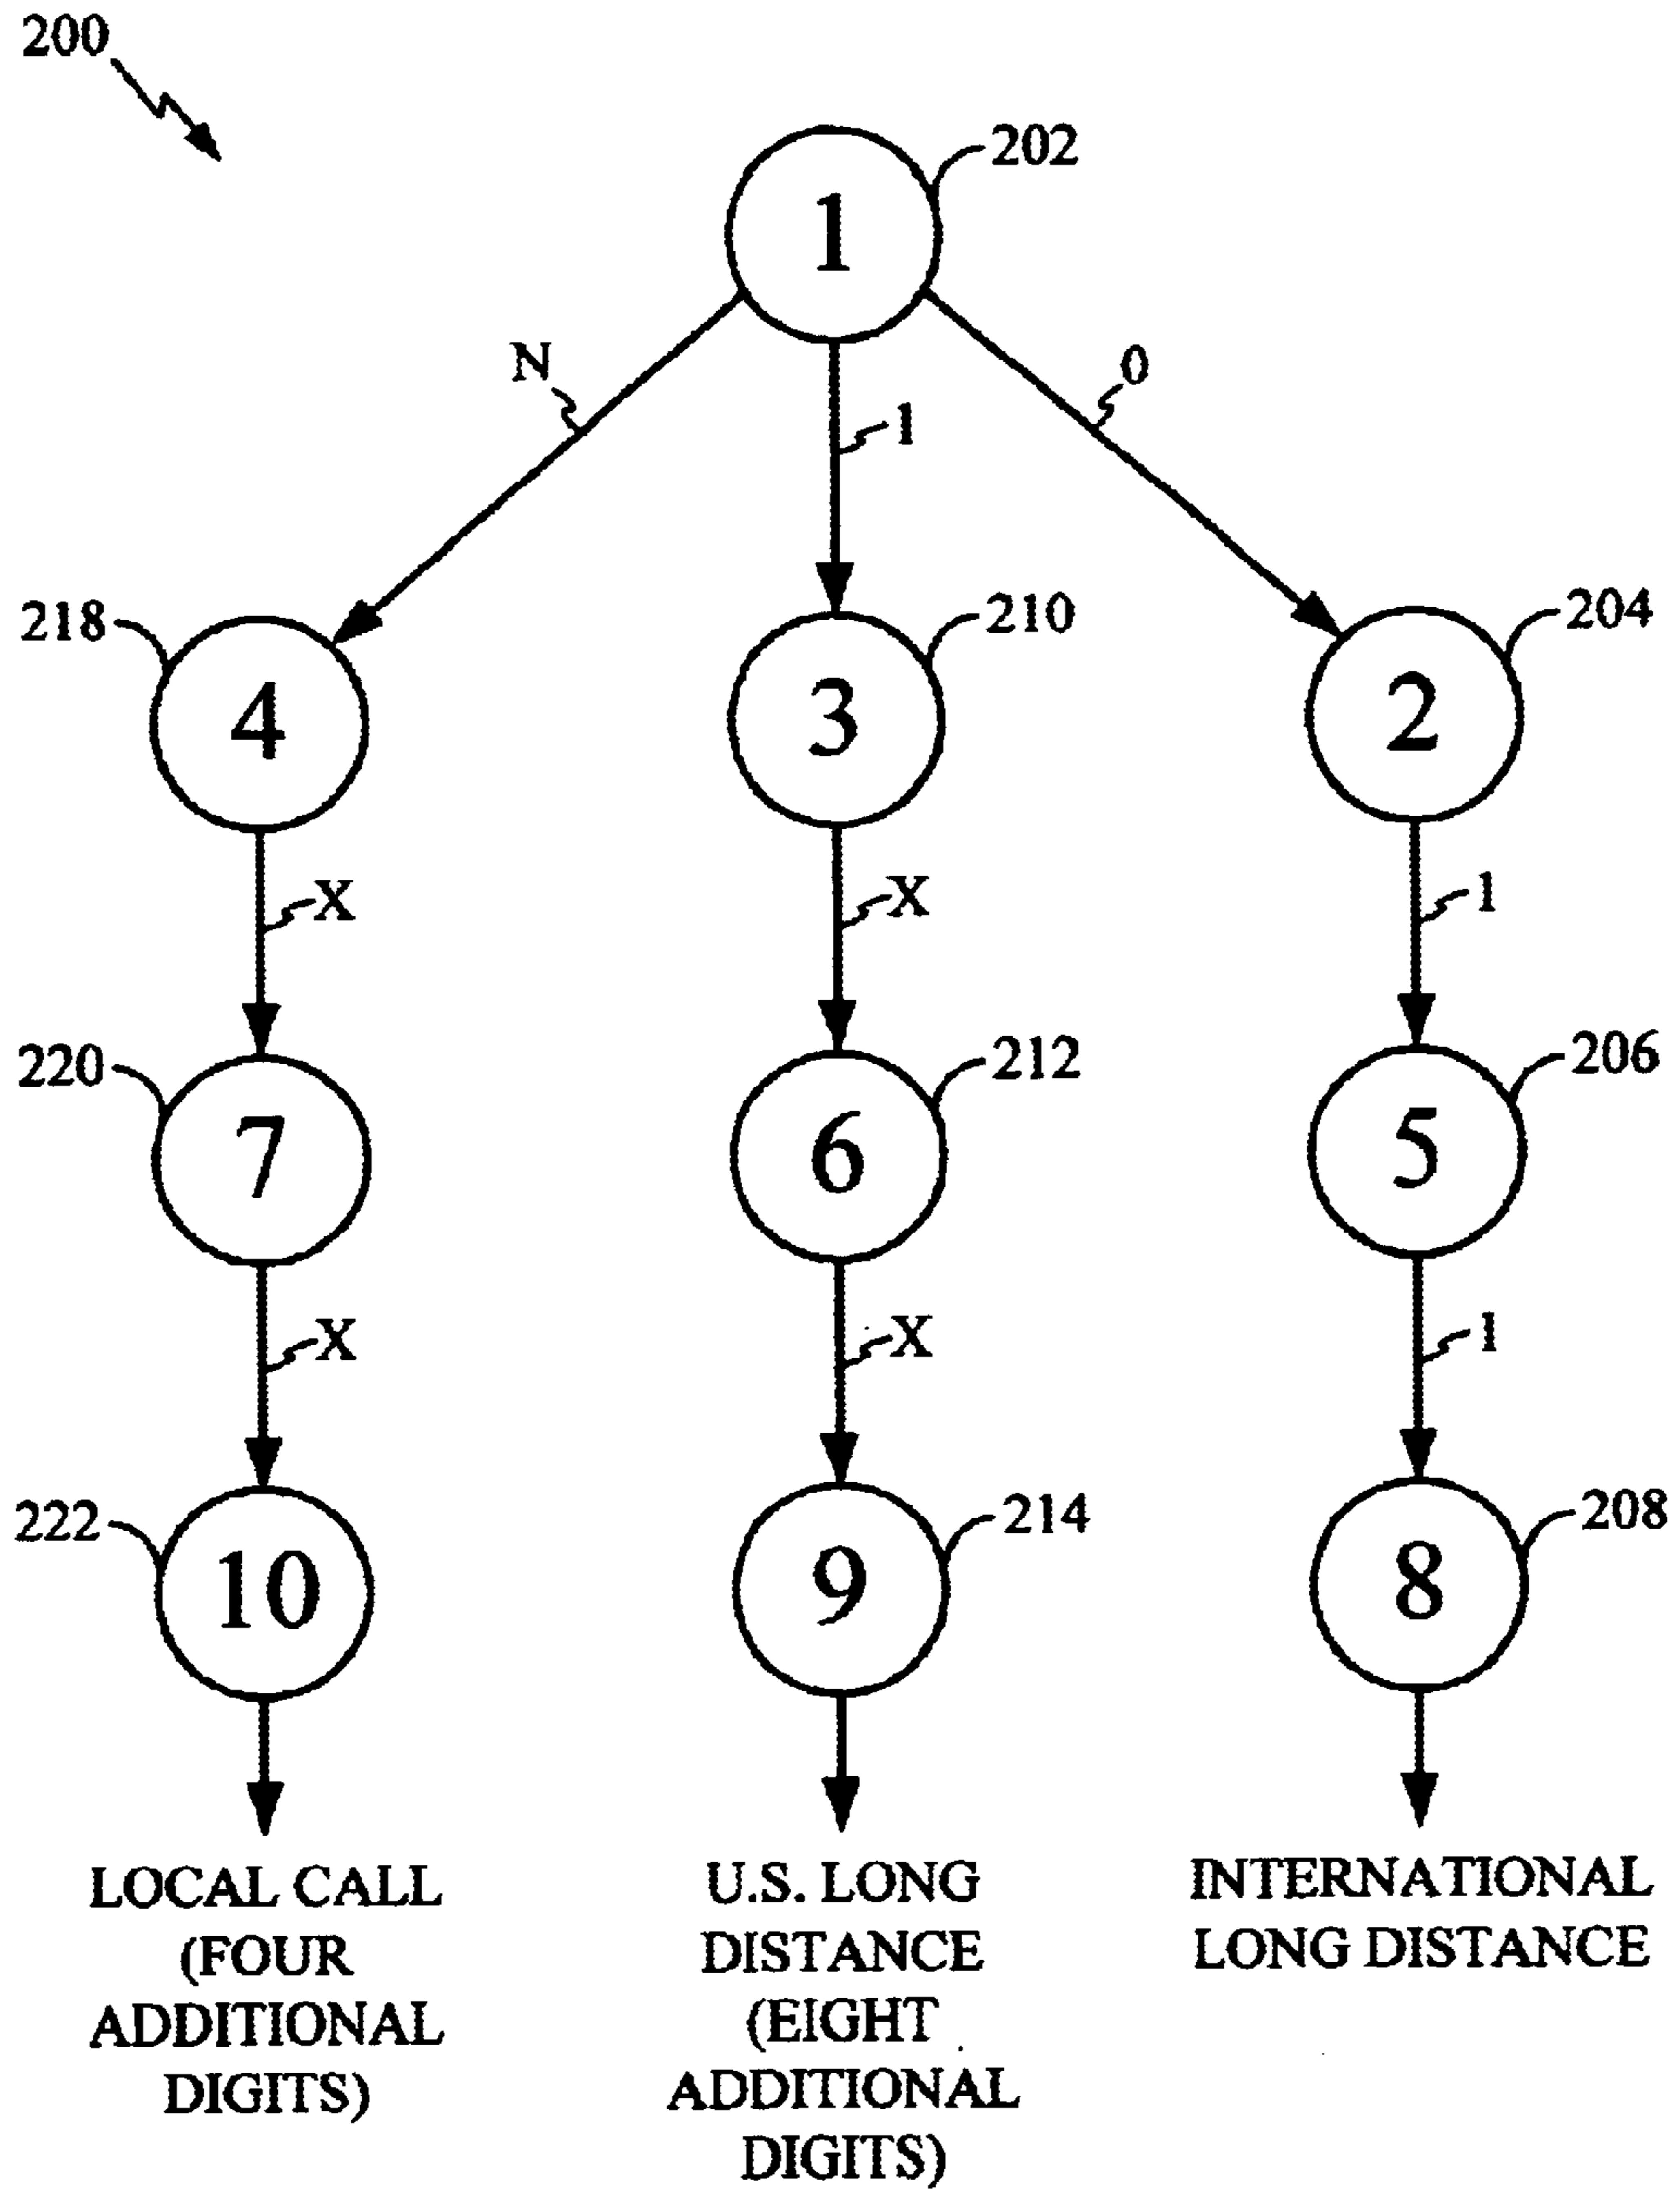 200
202
1
N
1
0
218
210
204
4
3
2
X
X
1
220
212
206
7
6
5
X
X
1
222
214
208
10
9
8
LOCAL CALL
(FOUR
ADDITIONAL
DIGITS)
U.S. LONG
DISTANCE
(EIGHT
ADDITIONAL
DIGITS)
INTERNATIONAL
LONG DISTANCE